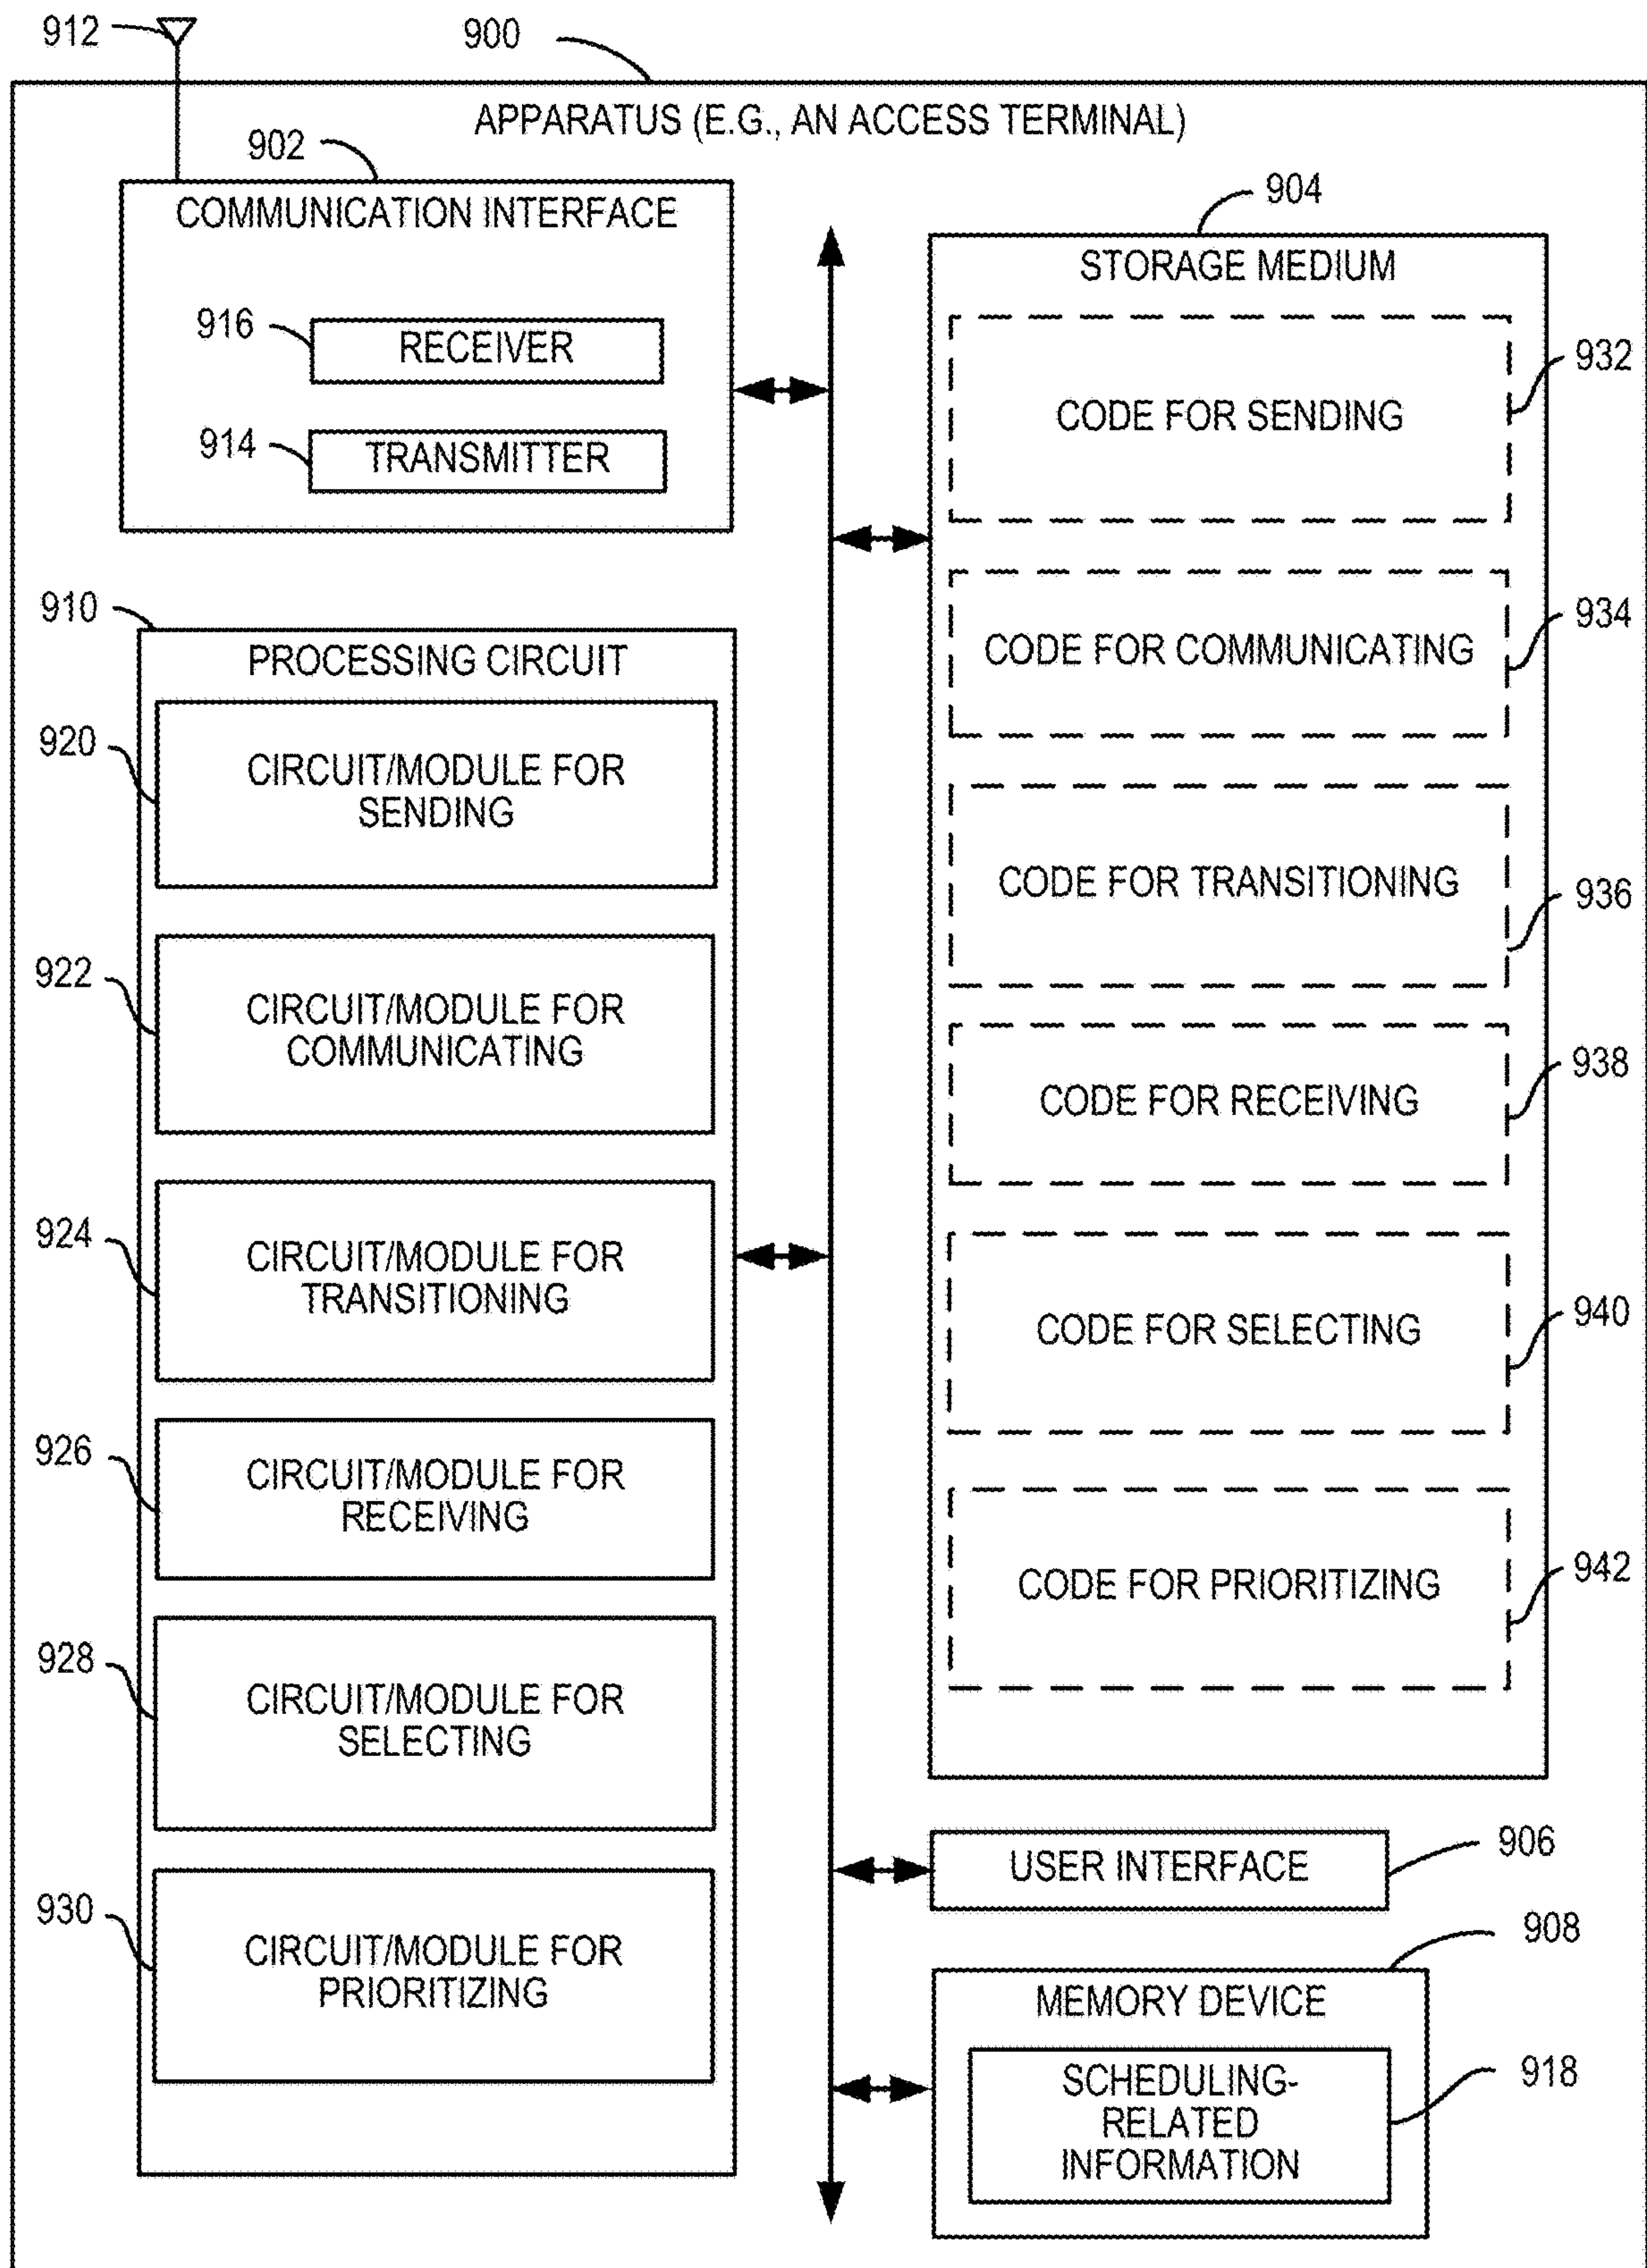 912
900
APPARATUS (E.G., AN ACCESS TERMINAL)
902
COMMUNICATION INTERFACE
916
RECEIVER
914
TRANSMITTER
910
PROCESSING CIRCUIT
920
CIRCUIT/MODULE FOR
SENDING
922
CIRCUIT/MODULE FOR
COMMUNICATING
924
CIRCUIT/MODULE FOR
TRANSITIONING
926
CIRCUIT/MODULE FOR
RECEIVING
928
CIRCUIT/MODULE FOR
SELECTING
930
CIRCUIT/MODULE FOR
PRIORITIZING
904
STORAGE MEDIUM
932
CODE FOR SENDING
934
CODE FOR COMMUNICATING
CODE FOR TRANSITIONING
936
938
CODE FOR RECEIVING
940
CODE FOR SELECTING
942
CODE FOR PRIORITIZING
906
USER INTERFACE
908
MEMORY DEVICE
918
SCHEDULING-
RELATED
INFORMATION